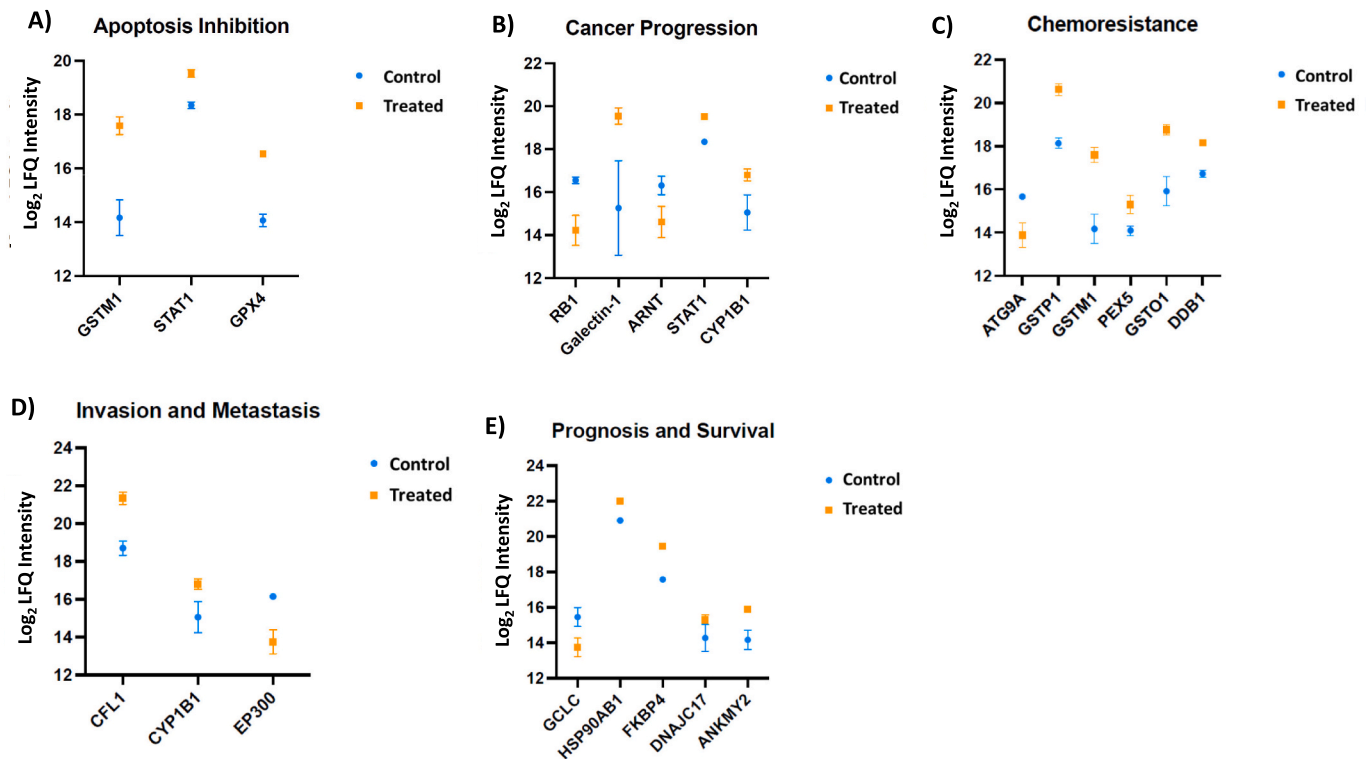 A)
Apoptosis Inhibition
Log₂ LFQ Intensity
20
18
16
14
12
GSTM1
STAT1
GPX4
Control
Treated
B)
Cancer Progression
Log₂ LFQ Intensity
22
20
18
16
14
12
RB1
Galectin-1
ARNT
STAT1
CYP1B1
Control
Treated
C)
Chemoresistance
Log₂ LFQ Intensity
22
20
18
16
14
12
ATG9A
GSTP1
GSTM1
PEX5
GSTO1
DDB1
Control
Treated
D)
Invasion and Metastasis
Log₂ LFQ Intensity
24
22
20
18
16
14
12
CFL1
CYP1B1
EP300
Control
Treated
E)
Prognosis and Survival
Log₂ LFQ Intensity
24
22
20
18
16
14
12
GCLC
HSP90AB1
FKBP4
DNAJC17
ANKMY2
Control
Treated